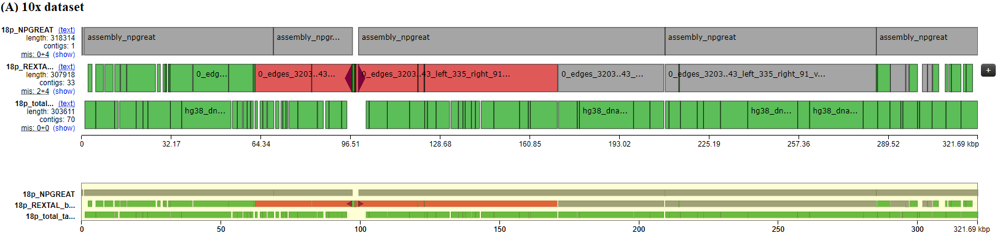 (A) 10x dataset
18p_NPGREAT (text)
length: 318314
contigs: 1
mis: 0+4 (show)
assembly_npgreat
assembly_npgr...
assembly_npgreat
assembly_npgreat
assembly_npgreat
18p_REXTA... (text)
length: 307918
contigs: 33
mis: 2+4 (show)
0_edg...
0_edges_3203..43...
0_edges_3203..43_left_335_right_91...
0_edges_3203..43_...
0_edges_3203..43_left_335_right_91_v...
+
18p_total... (text)
length: 303611
contigs: 70
mis: 0+0 (show)
hg38_dn...
hg38_dna...
hg38_dn...
hg38_dna...
0 32.17 64.34 96.51 128.68 160.85 193.02 225.19 257.36 289.52 321.69 kbp
18p_NPGREAT
18p_REXTAL_b...
18p_total_ta...
0 50 100 150 200 250 300 321.69 kbp